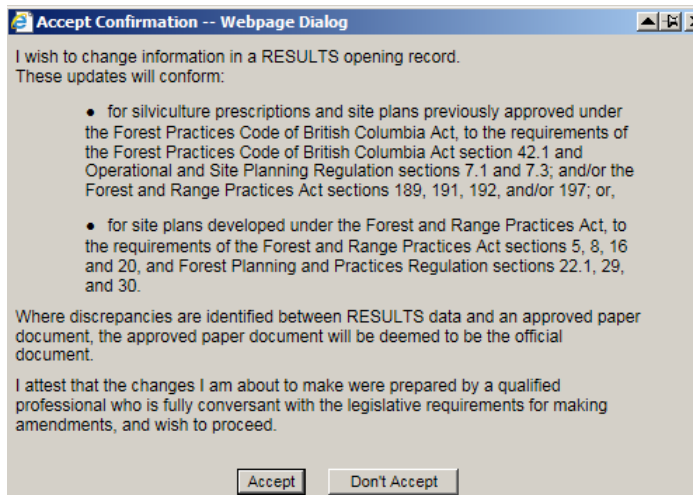 Accept Confirmation -- Webpage Dialog
I wish to change information in a RESULTS opening record.
These updates will conform:
● for silviculture prescriptions and site plans previously approved under
the Forest Practices Code of British Columbia Act, to the requirements of
the Forest Practices Code of British Columbia Act section 42.1 and
Operational and Site Planning Regulation sections 7.1 and 7.3; and/or the
Forest and Range Practices Act sections 189, 191, 192, and/or 197; or,
● for site plans developed under the Forest and Range Practices Act, to
the requirements of the Forest and Range Practices Act sections 5, 8, 16
and 20, and Forest Planning and Practices Regulation sections 22.1, 29,
and 30.
Where discrepancies are identified between RESULTS data and an approved paper
document, the approved paper document will be deemed to be the official
document.
I attest that the changes I am about to make were prepared by a qualified
professional who is fully conversant with the legislative requirements for making
amendments, and wish to proceed.
Accept Don't Accept